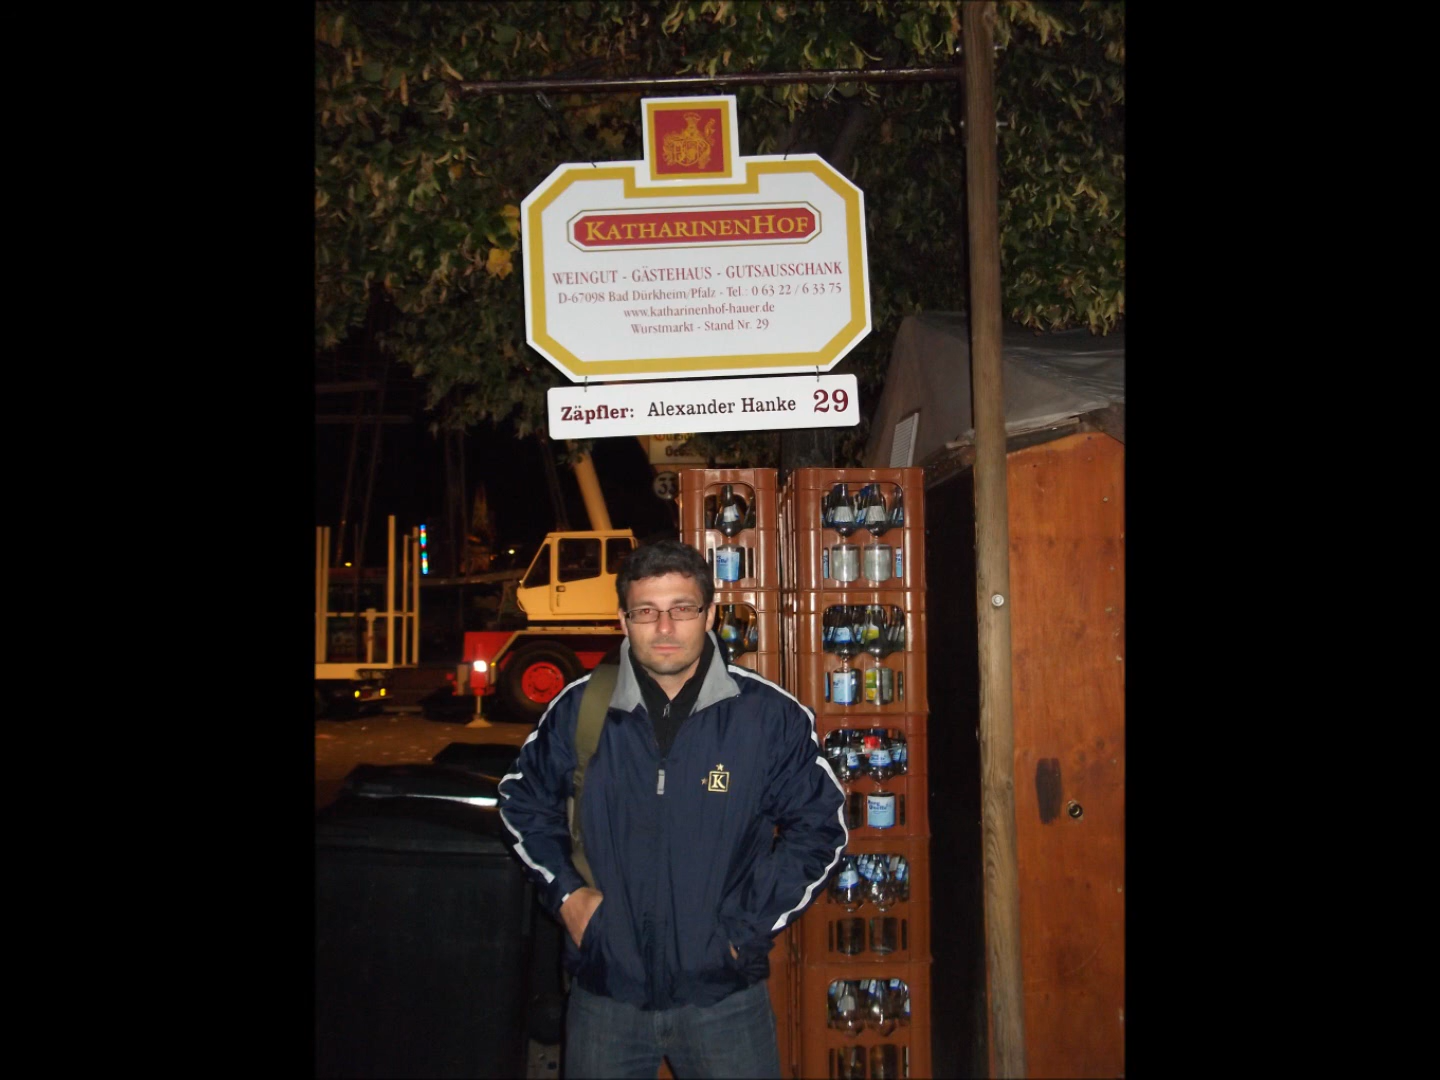 KATHARINENHOF
WEINGUT - GÄSTEHAUS - GUTSAUSSCHANK
D-67098 Bad Dürkheim/Pfalz - Tel.: 0 63 22 / 6 33 75
www.katharinenhof-hauer.de
Wurstmarkt - Stand Nr. 29
Zäpfler: Alexander Hanke 29
33
K